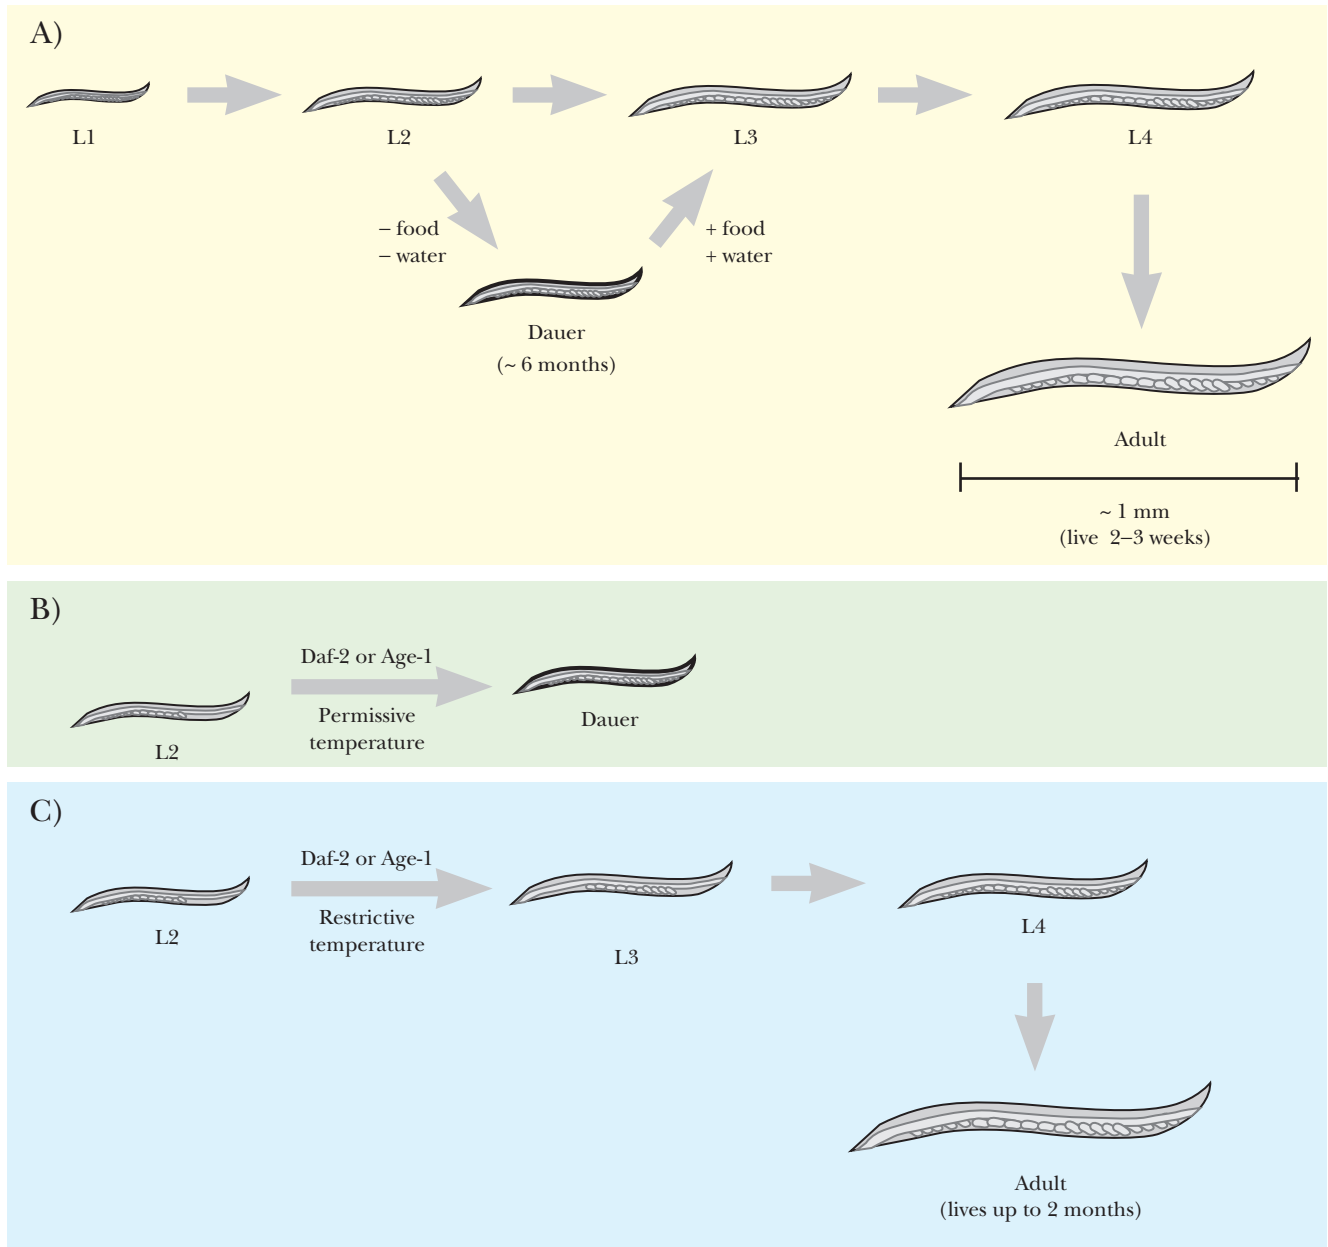 A)
L1
L2
L3
L4
– food
– water
+ food
+ water
Dauer
(~ 6 months)
Adult
~ 1 mm
(live 2–3 weeks)
B)
Daf-2 or Age-1
Permissive
temperature
L2
Dauer
C)
Daf-2 or Age-1
Restrictive
temperature
L2
L3
L4
Adult
(lives up to 2 months)